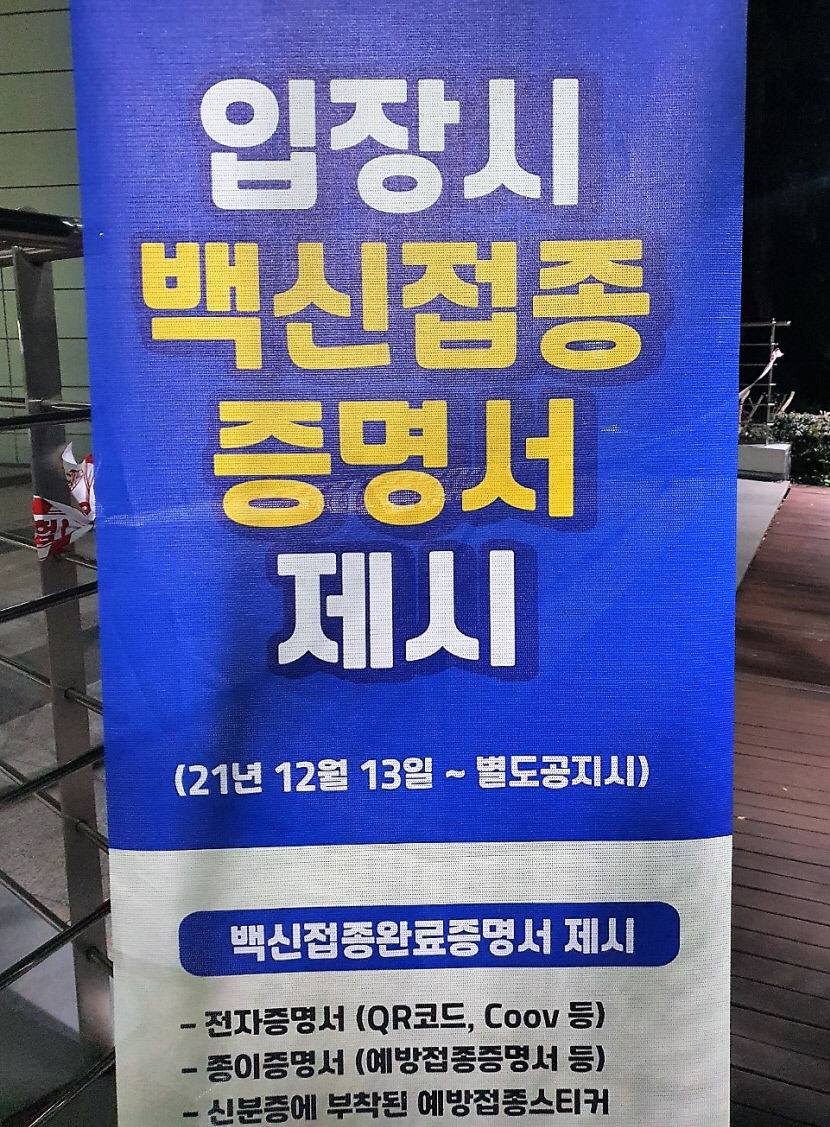 입장시
백신접종
증명서
제시
(21년 12월 13일 ~ 별도공지시)
백신접종완료증명서 제시
- 전자증명서 (QR코드, Coov 등)
- 종이증명서 (예방접종증명서 등)
- 신분증에 부착된 예방접종스티커